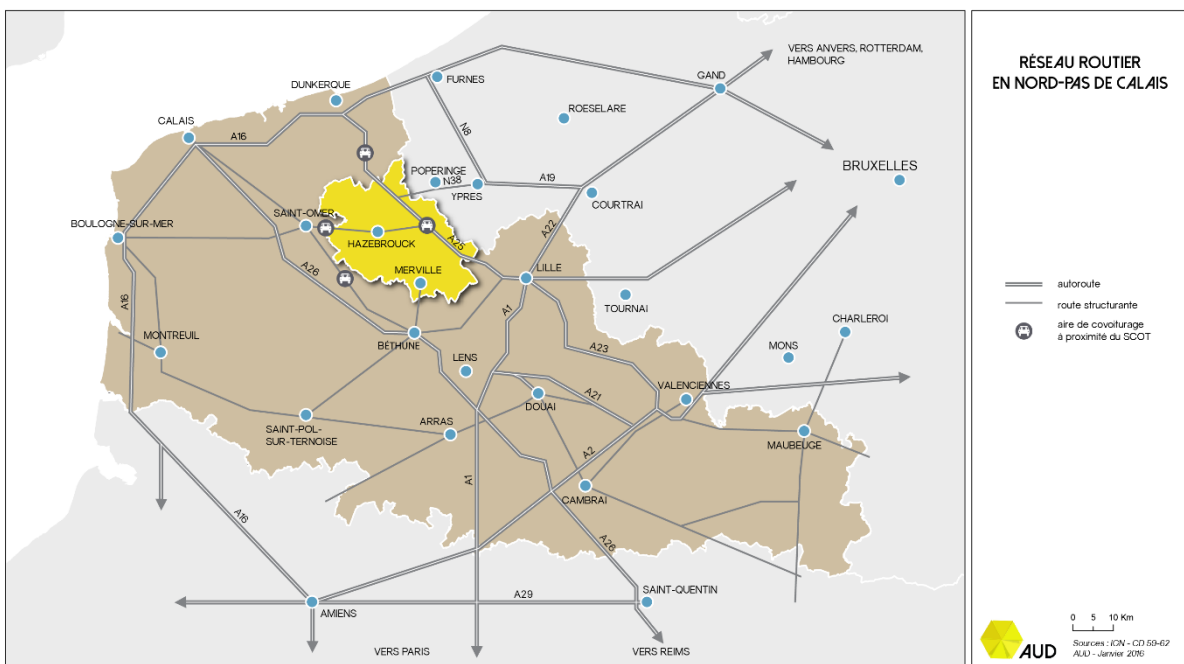 RÉSEAU ROUTIER
EN NORD-PAS DE CALAIS
VERS ANVERS, ROTTERDAM,
HAMBOURG
FURNES
GAND
DUNKERQUE
ROESELARE
CALAIS
A16
N8
BRUXELLES
POPERINGE
N38
YPRES
A19
COURTRAI
SAINT-OMER
BOULOGNE-SUR-MER
HAZEBROUCK
A25
A22
A26
MERVILLE
LILLE
TOURNAI
A16
A1
MONTREUIL
BÉTHUNE
LENS
A23
MONS
CHARLEROI
VALENCIENNES
DOUAI
A21
SAINT-POL-
SUR-TERNOISE
ARRAS
MAUBEUGE
A2
A1
CAMBRAI
A16
A26
A29
SAINT-QUENTIN
AMIENS
VERS PARIS
VERS REIMS
autoroute
route structurante
aire de covoiturage
à proximité du SCOT
0 5 10 Km
AUD
Sources : IGN - CD 59-62
AUD - Janvier 2016